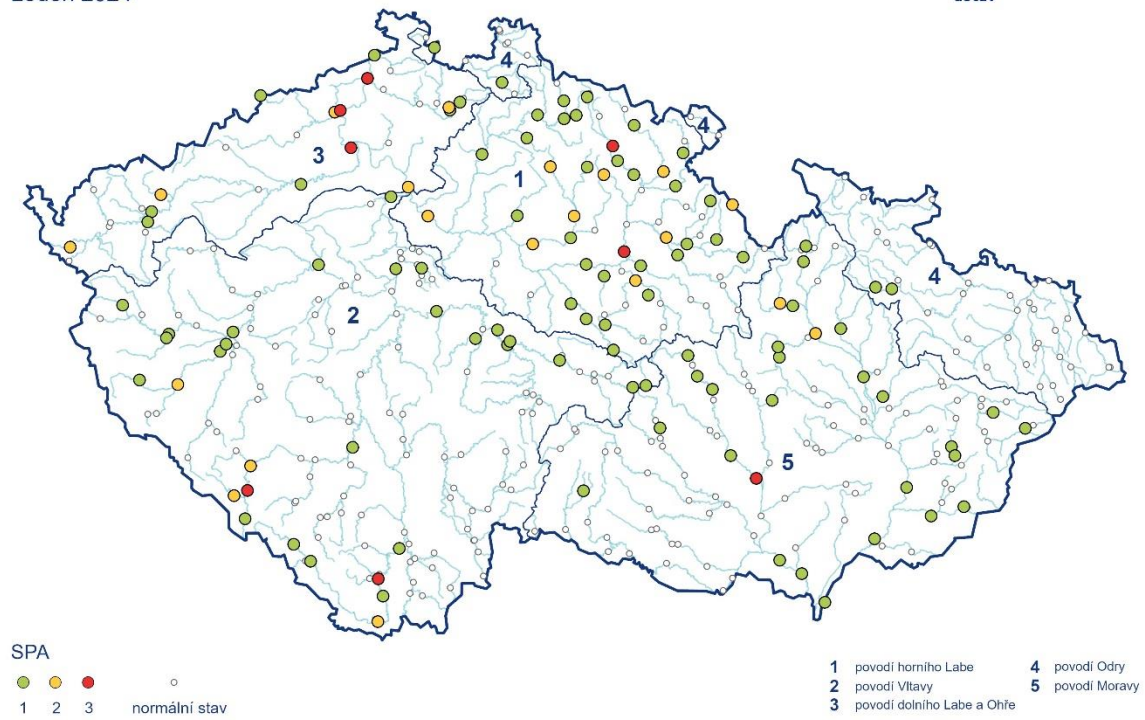 4
4
3
1
4
2
5
SPA
1 2 3 normální stav
1 povodí horního Labe
2 povodí Vltavy
3 povodí dolního Labe a Ohře
4 povodí Odry
5 povodí Moravy